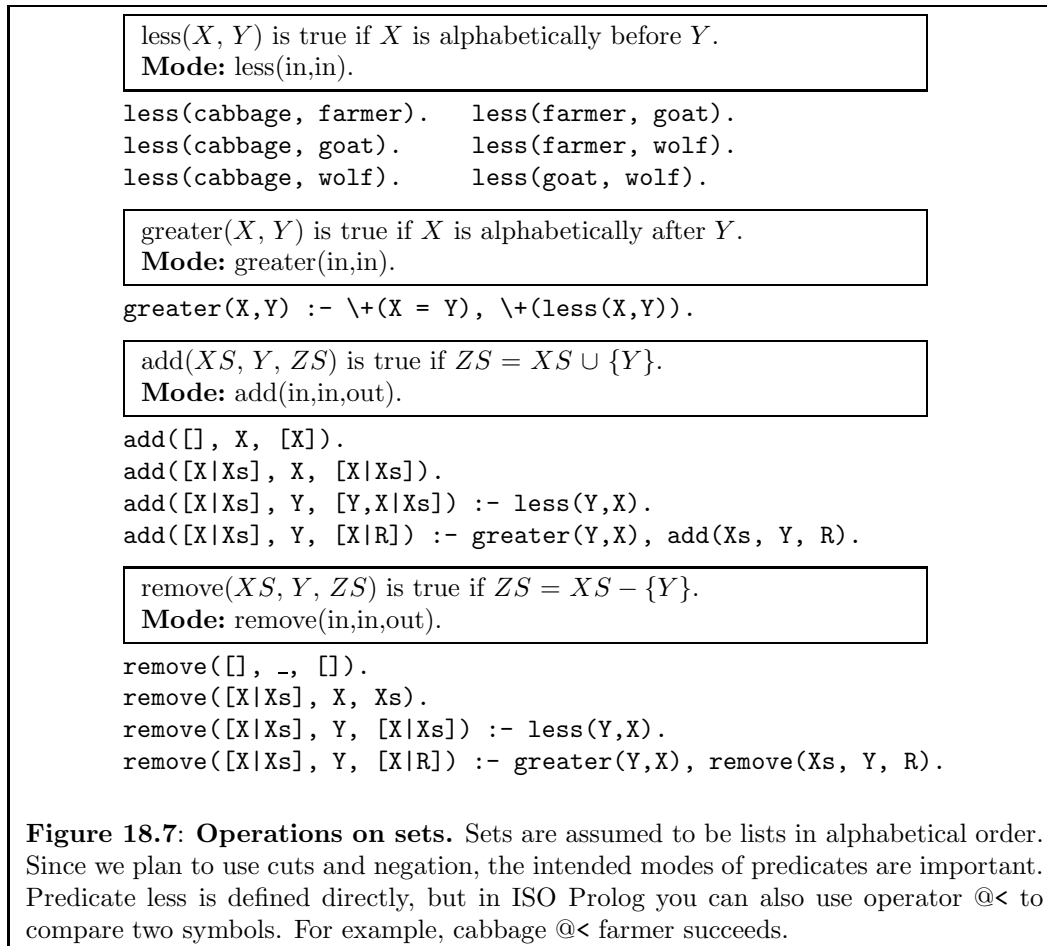 less(X, Y) is true if X is alphabetically before Y.
Mode: less(in,in).
less(cabbage, farmer). less(farmer, goat).
less(cabbage, goat). less(farmer, wolf).
less(cabbage, wolf). less(goat, wolf).
greater(X, Y) is true if X is alphabetically after Y.
Mode: greater(in,in).
greater(X,Y) :- \+(X = Y), \+(less(X,Y)).
add(XS, Y, ZS) is true if ZS = XS ∪ {Y}.
Mode: add(in,in,out).
add([], X, [X]).
add([X|Xs], X, [X|Xs]).
add([X|Xs], Y, [Y,X|Xs]) :- less(Y,X).
add([X|Xs], Y, [X|R]) :- greater(Y,X), add(Xs, Y, R).
remove(XS, Y, ZS) is true if ZS = XS − {Y}.
Mode: remove(in,in,out).
remove([], _, []).
remove([X|Xs], X, Xs).
remove([X|Xs], Y, [X|Xs]) :- less(Y,X).
remove([X|Xs], Y, [X|R]) :- greater(Y,X), remove(Xs, Y, R).
Figure 18.7: Operations on sets. Sets are assumed to be lists in alphabetical order.
Since we plan to use cuts and negation, the intended modes of predicates are important.
Predicate less is defined directly, but in ISO Prolog you can also use operator @< to
compare two symbols. For example, cabbage @< farmer succeeds.